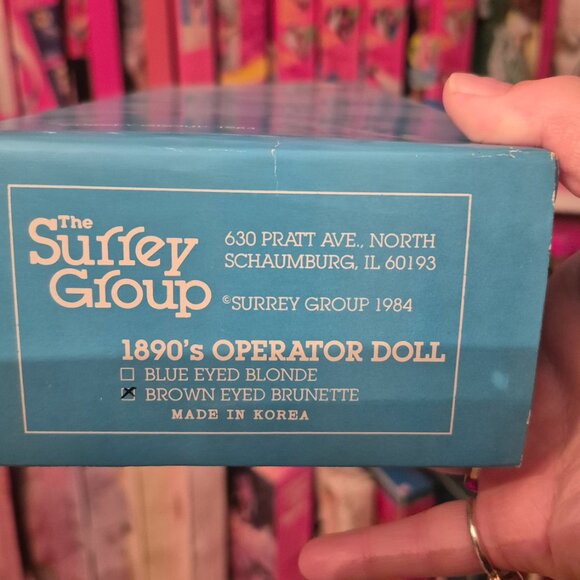 The
Surrey
Group
630 PRATT AVE., NORTH
SCHAUMBURG, IL 60193
©SURREY GROUP 1984
1890's OPERATOR DOLL
☐ BLUE EYED BLONDE
☒ BROWN EYED BRUNETTE
MADE IN KOREA